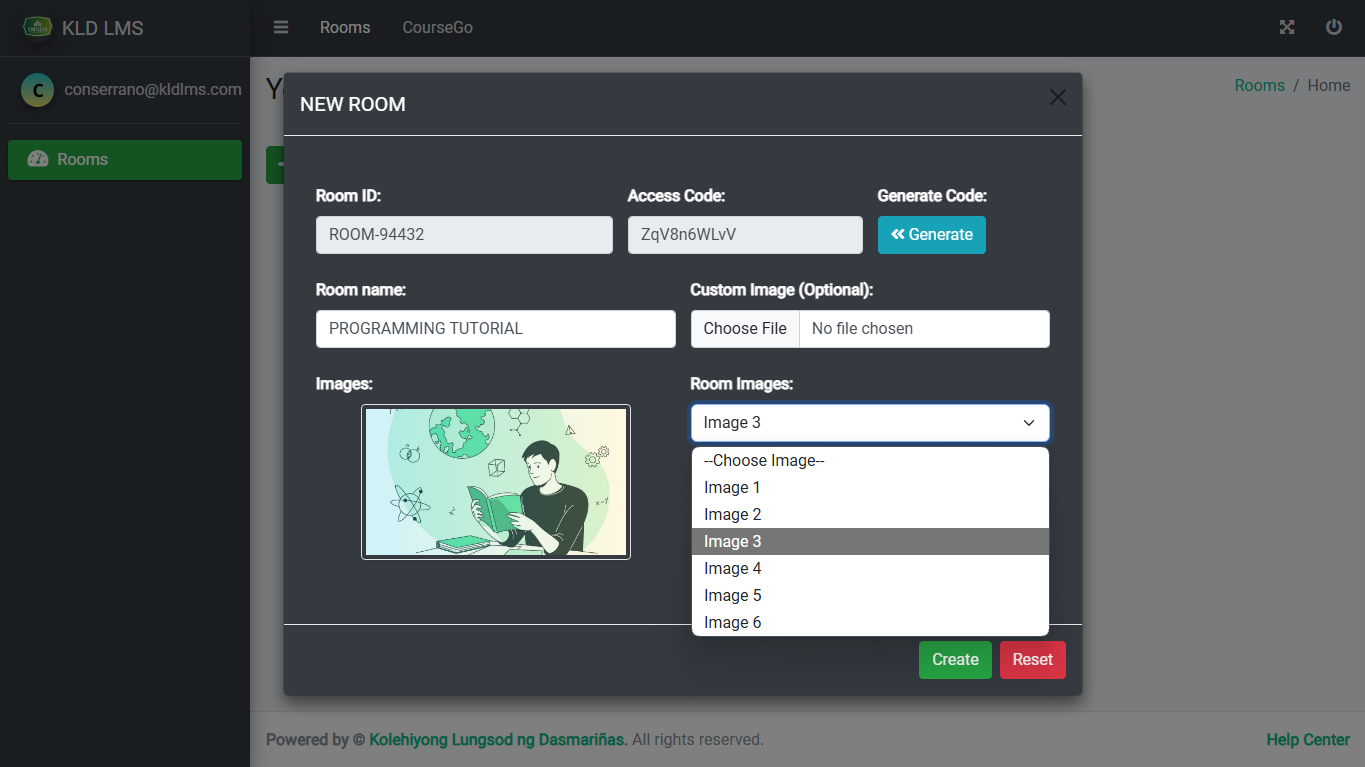 KLD LMS
Rooms
CourseGo
C
conserrano@kldlms.com
Rooms / Home
Rooms
NEW ROOM
Room ID:
Access Code:
Generate Code:
ROOM-94432
ZqV8n6WLvV
Generate
Room name:
Custom Image (Optional):
PROGRAMMING TUTORIAL
Choose File
No file chosen
Images:
Room Images:
Image 3
--Choose Image--
Image 1
Image 2
Image 3
Image 4
Image 5
Image 6
Create
Reset
Powered by © Kolehiyong Lungsod ng Dasmariñas. All rights reserved.
Help Center